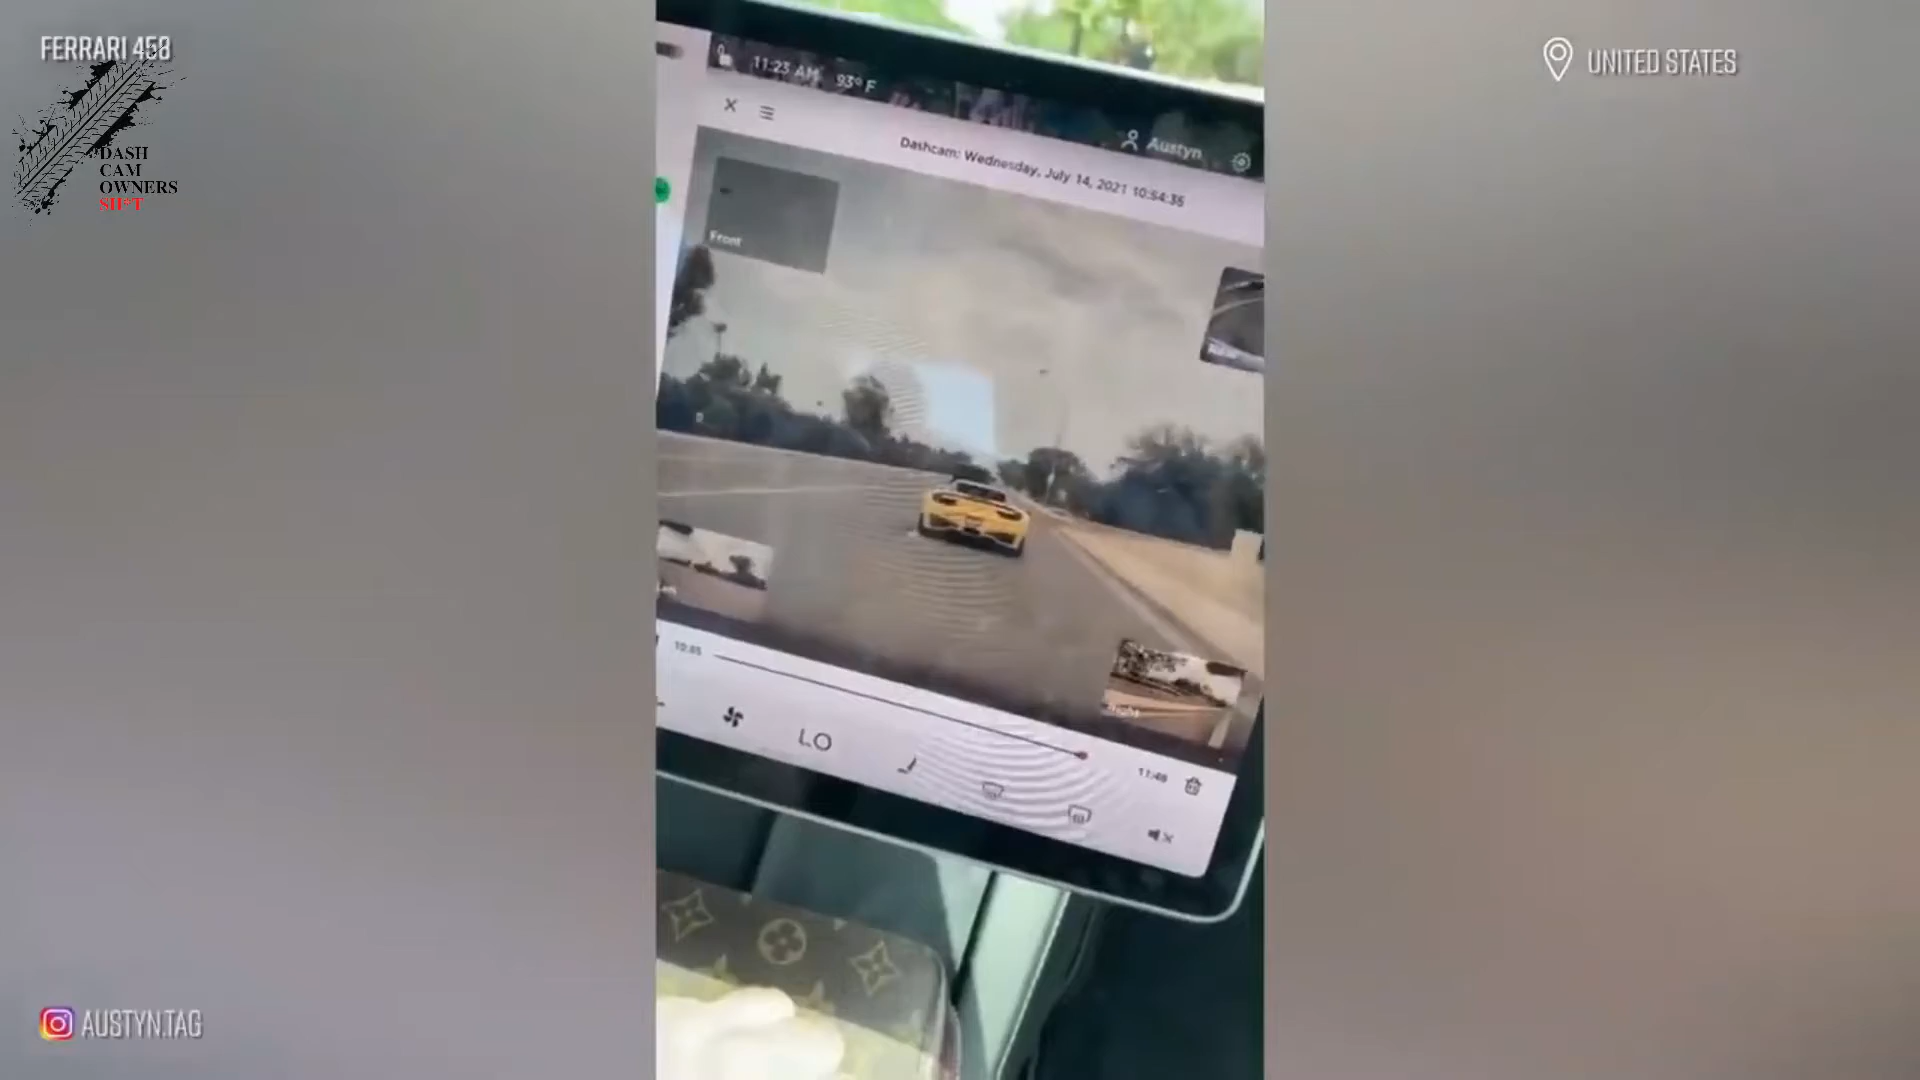 FERRARI 458
DASH
CAM
OWNERS
SH*T
UNITED STATES
11:23 AM 93° F
Austyn
Dashcam: Wednesday, July 14, 2021 10:54:35
Front
LO
AUSTYN.TAG